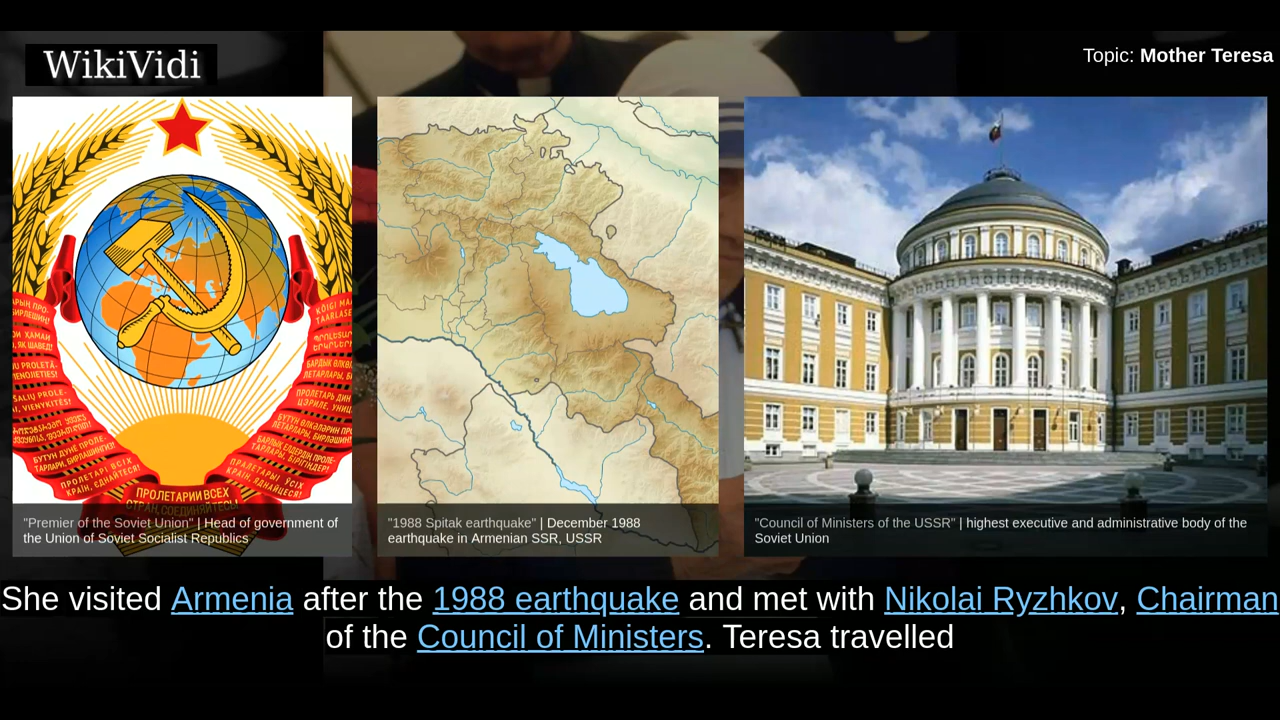 WikiVidi
Topic: Mother Teresa
ПРОЛЕТАРИИ ВСЕХ
СТРАН, СОЕДИНЯЙТЕСЬ!
"Premier of the Soviet Union" | Head of government of
the Union of Soviet Socialist Republics
"1988 Spitak earthquake" | December 1988
earthquake in Armenian SSR, USSR
"Council of Ministers of the USSR" | highest executive and administrative body of the
Soviet Union
She visited Armenia after the 1988 earthquake and met with Nikolai Ryzhkov, Chairman
of the Council of Ministers. Teresa travelled